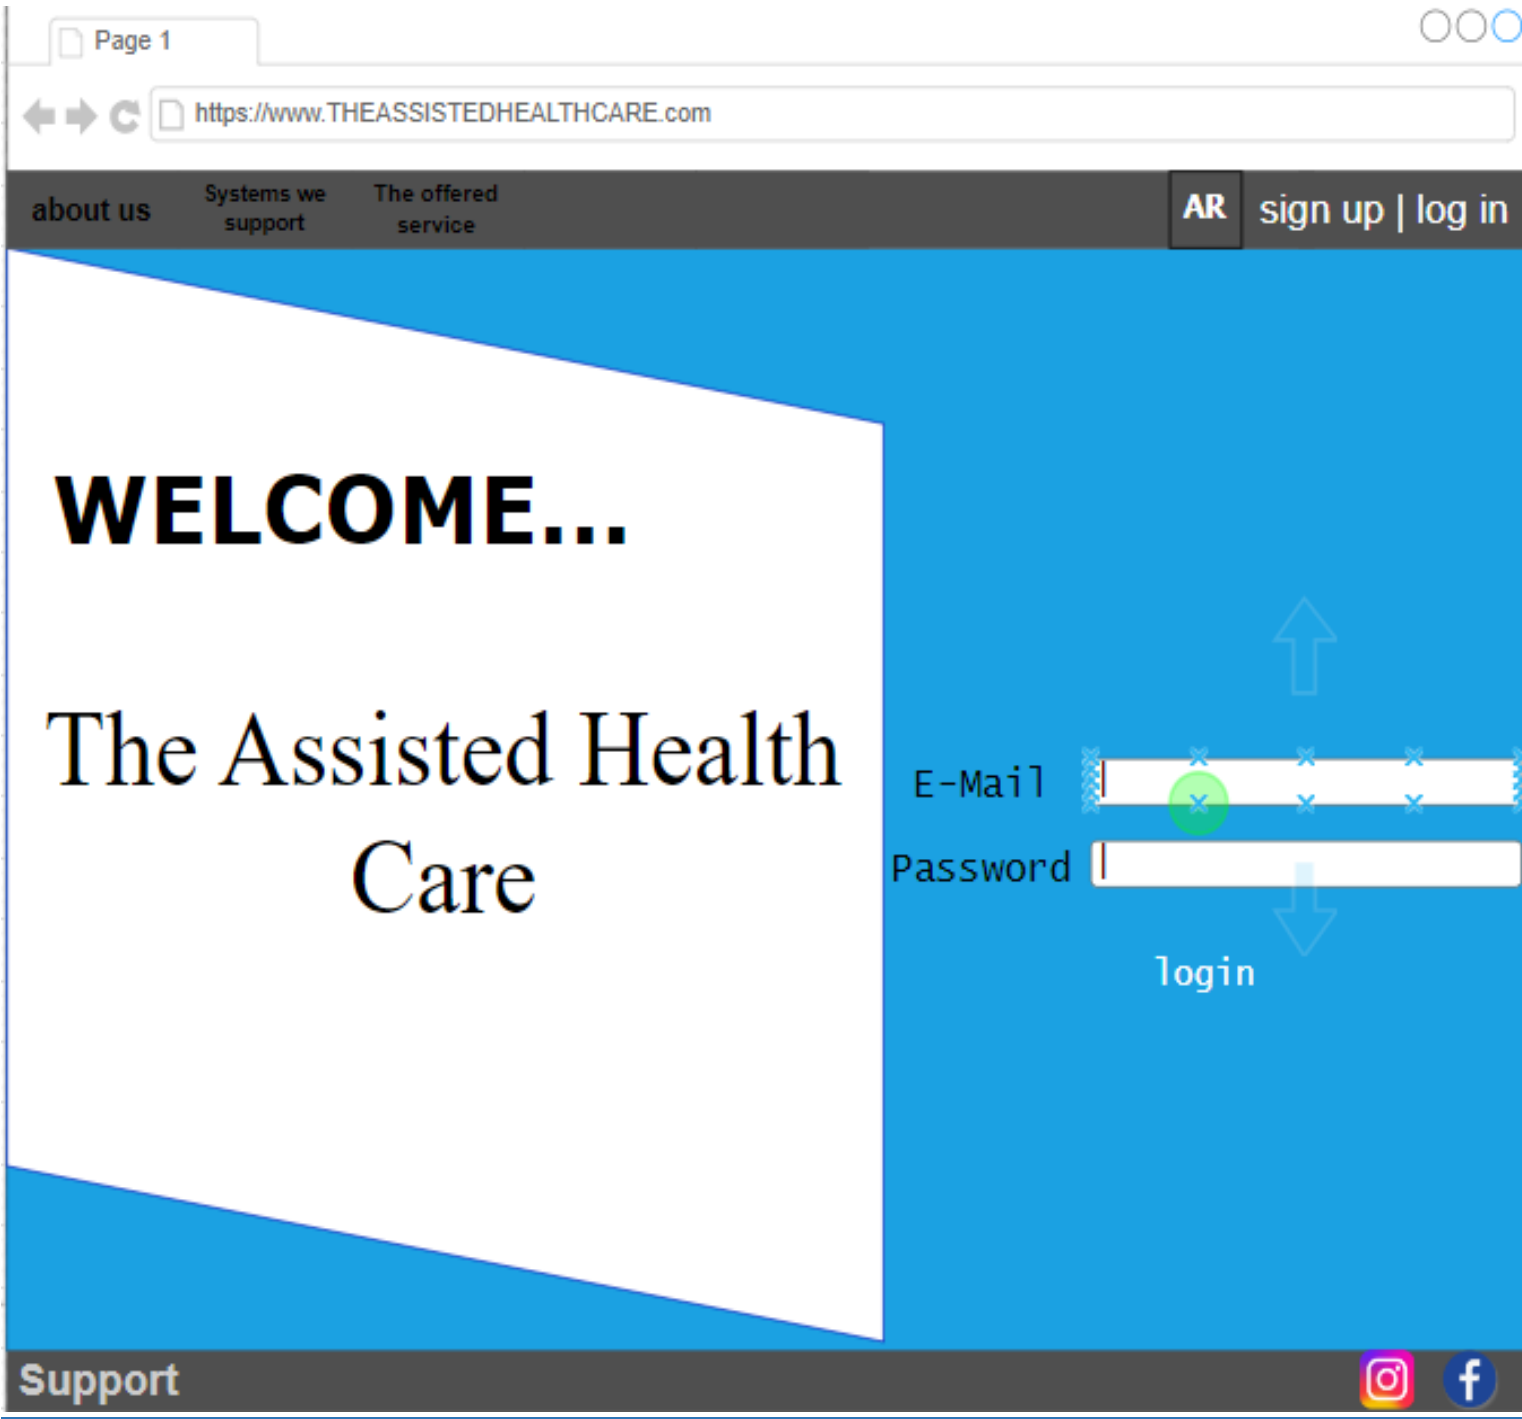 Page 1
https://www.THEASSISTEDHEALTHCARE.com
about us
Systems we
support
The offered
service
AR
sign up | log in
WELCOME...
The Assisted Health
Care
E-Mail
Password
login
Support